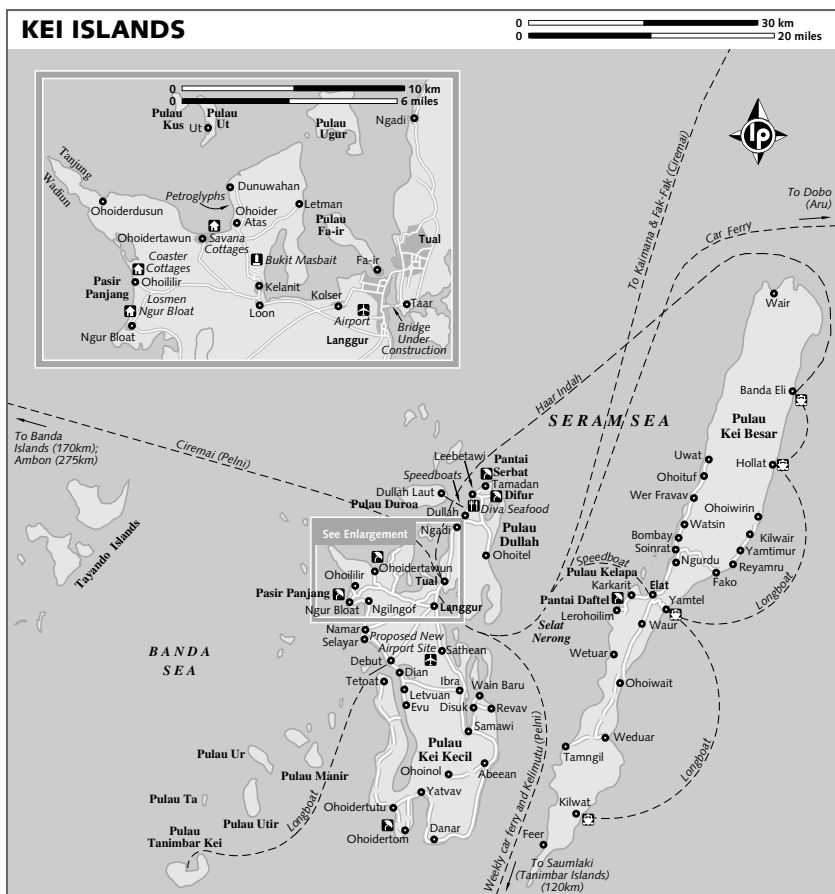 KEI ISLANDS
0 30 km
0 20 miles
0 10 km
0 6 miles
Pulau
Kus
Pulau
Ut
Ut
Pulau
Ugur
Ngadi
Tanjung
Wadiun
Petroglyphs
Dunuwahan
Ohoiderdusun
Ohoider
Atas
Letman
Pulau
Fa-ir
Tual
Ohoidertawun
Savana
Cottages
Bukit Masbait
Fa-ir
Coaster
Cottages
Pasir
Panjang
Ohoililir
Losmen
Ngur Bloat
Kelanit
Kolser
Taar
Ngur Bloat
Loon
Airport
Langgur
Bridge
Under
Construction
lp
To Kaimana & Fak-Fak (Ciremai)
To Dobo
(Aru)
Car Ferry
Wair
Haar Indah
Banda Eli
SERAM SEA
Pulau
Kei Besar
To Banda
Islands (170km);
Ambon (275km)
Ciremai (Pelni)
Leebetawi
Pantai
Serbat
Speedboats
Tamadan
Dullah Laut
Difur
Pulau Duroa
Diva Seafood
Dullah
Ngadi
Pulau
Dullah
Ohoitel
Uwat
Hollat
Ohoituf
Wer Fravav
Ohoiwirin
Watsin
Bombay
Kilwair
Soinrat
Yamtimur
Speedboat
Ngurdu
Reyamru
Fako
Longboat
Tayando Islands
See Enlargement
Ohoidertawun
Ohoililir
Tual
Pasir Panjang
Ngur Bloat
Ngilngof
Langgur
Pulau Kelapa
Karkarit
Elat
Pantai Daftel
Yamtel
Lerohoilim
Waur
Selat
Nerong
Namar
Selayar
Proposed New
Airport Site
Sathean
Wetuar
BANDA
SEA
Debut
Dian
Tetoat
Ibra
Wain Baru
Letvuan
Evu
Disuk
Revav
Samawi
Ohoiwait
Weduar
Tamngil
Longboat
Pulau Ur
Pulau
Kei Kecil
Pulau Manir
Ohoinol
Abeean
Yatvav
Pulau Ta
Pulau Utir
Longboat
Ohoidertutu
Pulau
Tanimbar Kei
Ohoidertom
Danar
Kilwat
Feer
Weekly car ferry and Kelimutu (Pelni)
To Saumlaki
(Tanimbar Islands)
(120km)